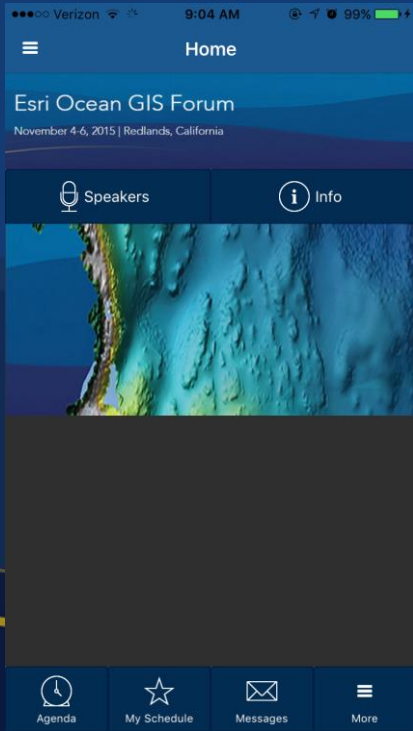 Verizon 9:04 AM 99%
Home
Esri Ocean GIS Forum
November 4-6, 2015 | Redlands, California
Speakers Info
Agenda My Schedule Messages More